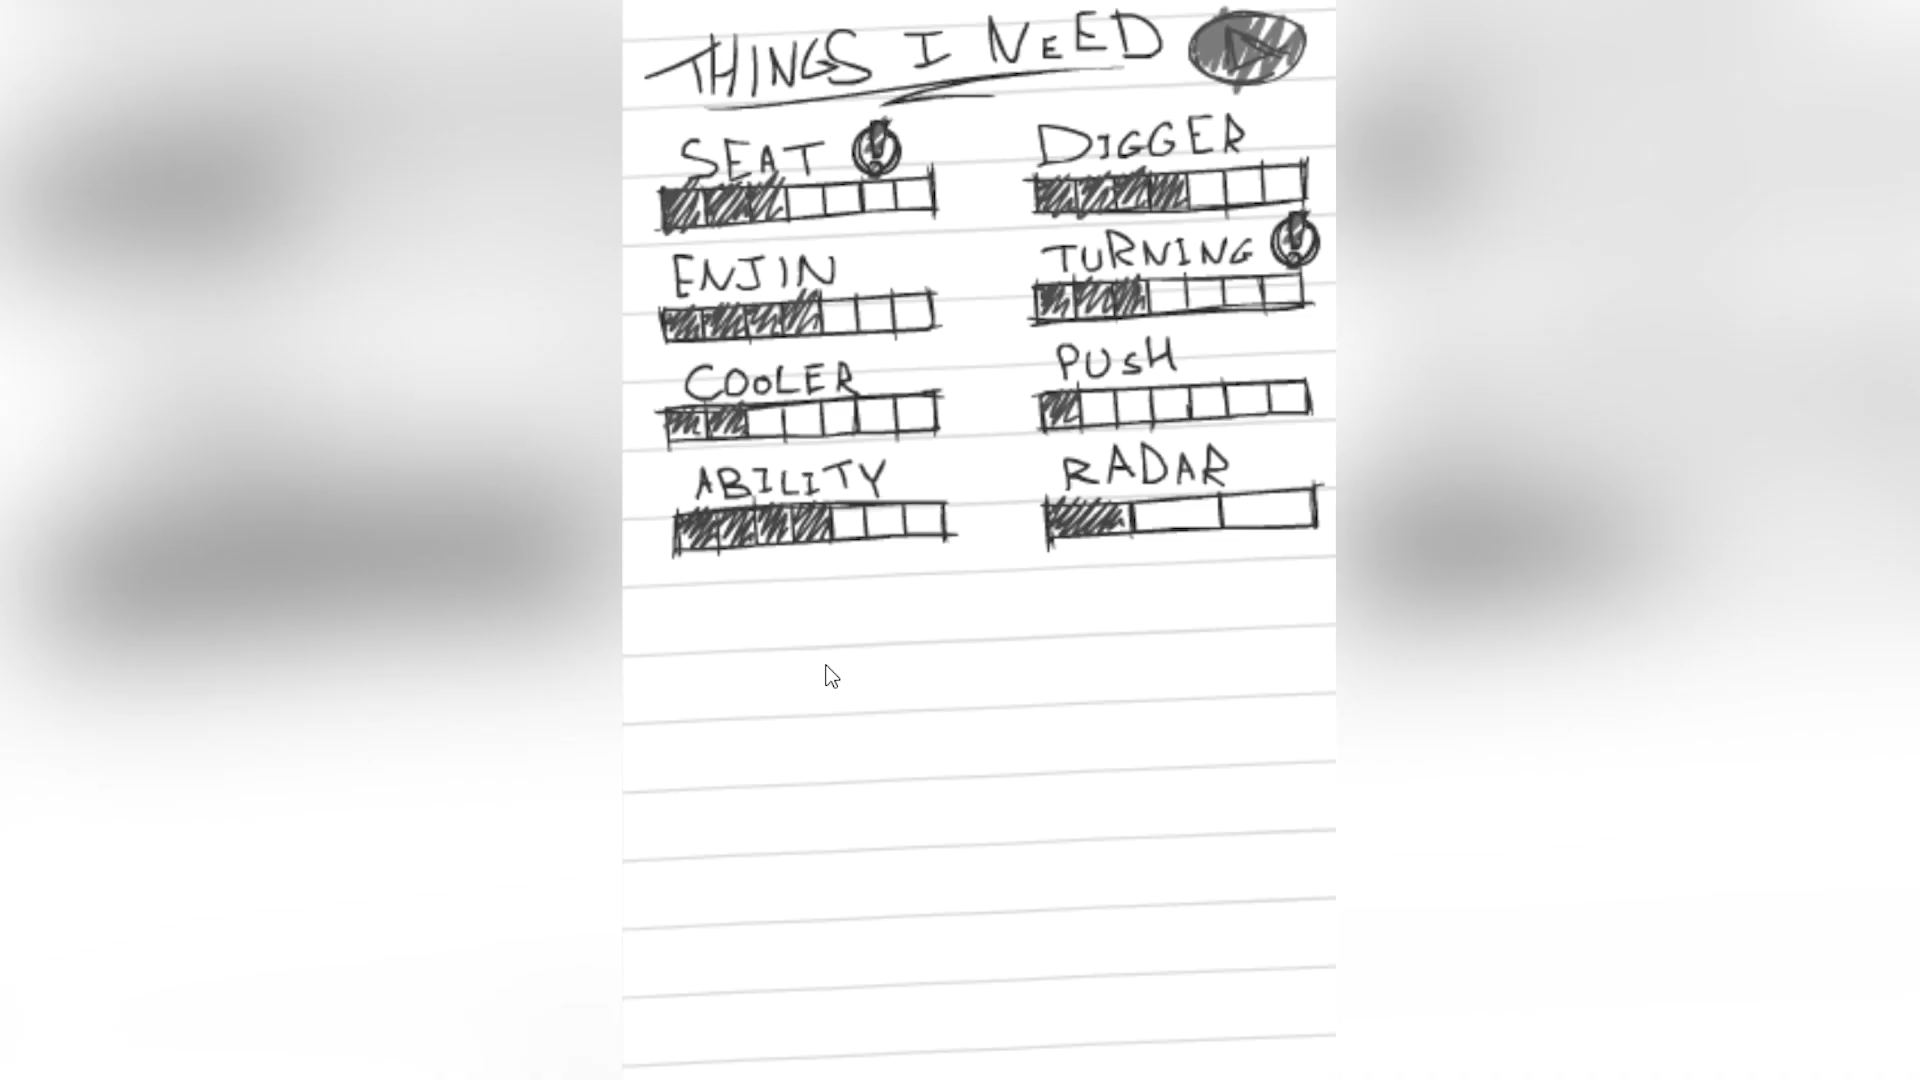 THINGS I NEED
SEAT !
DIGGER
ENJIN
TURNING !
COOLER
PUSH
ABILITY
RADAR